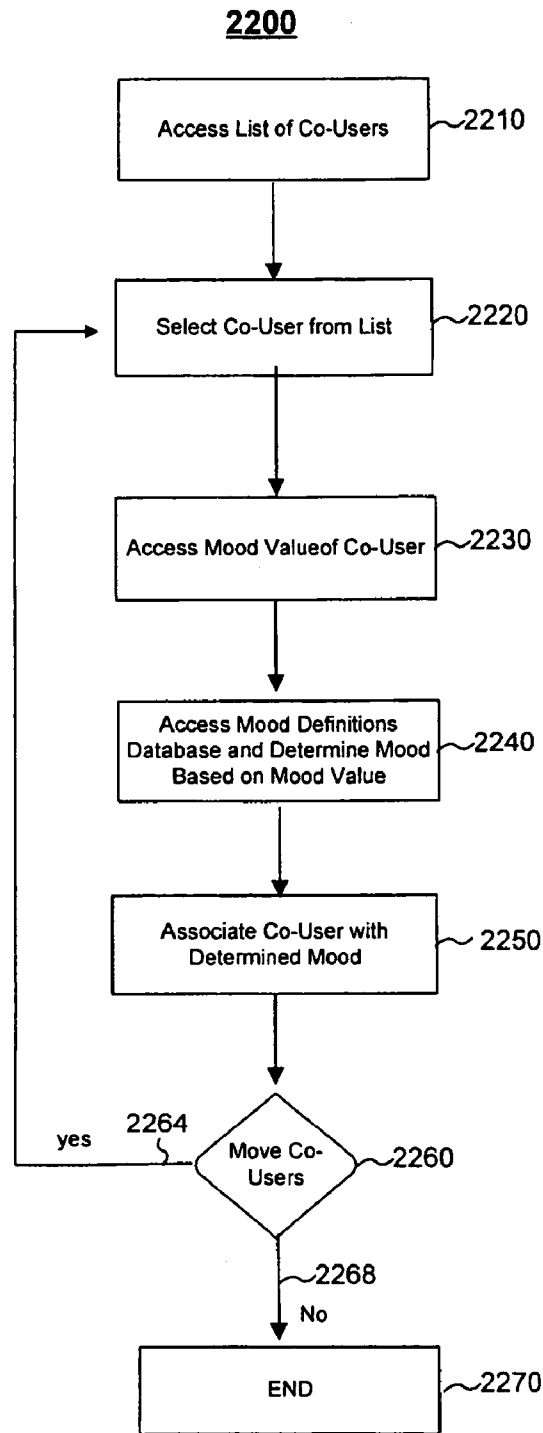 2200
Access List of Co-Users
2210
Select Co-User from List
2220
Access Mood Valueof Co-User
2230
Access Mood Definitions
Database and Determine Mood
Based on Mood Value
2240
Associate Co-User with
Determined Mood
2250
2264
yes
Move Co-
Users
2260
2268
No
END
2270